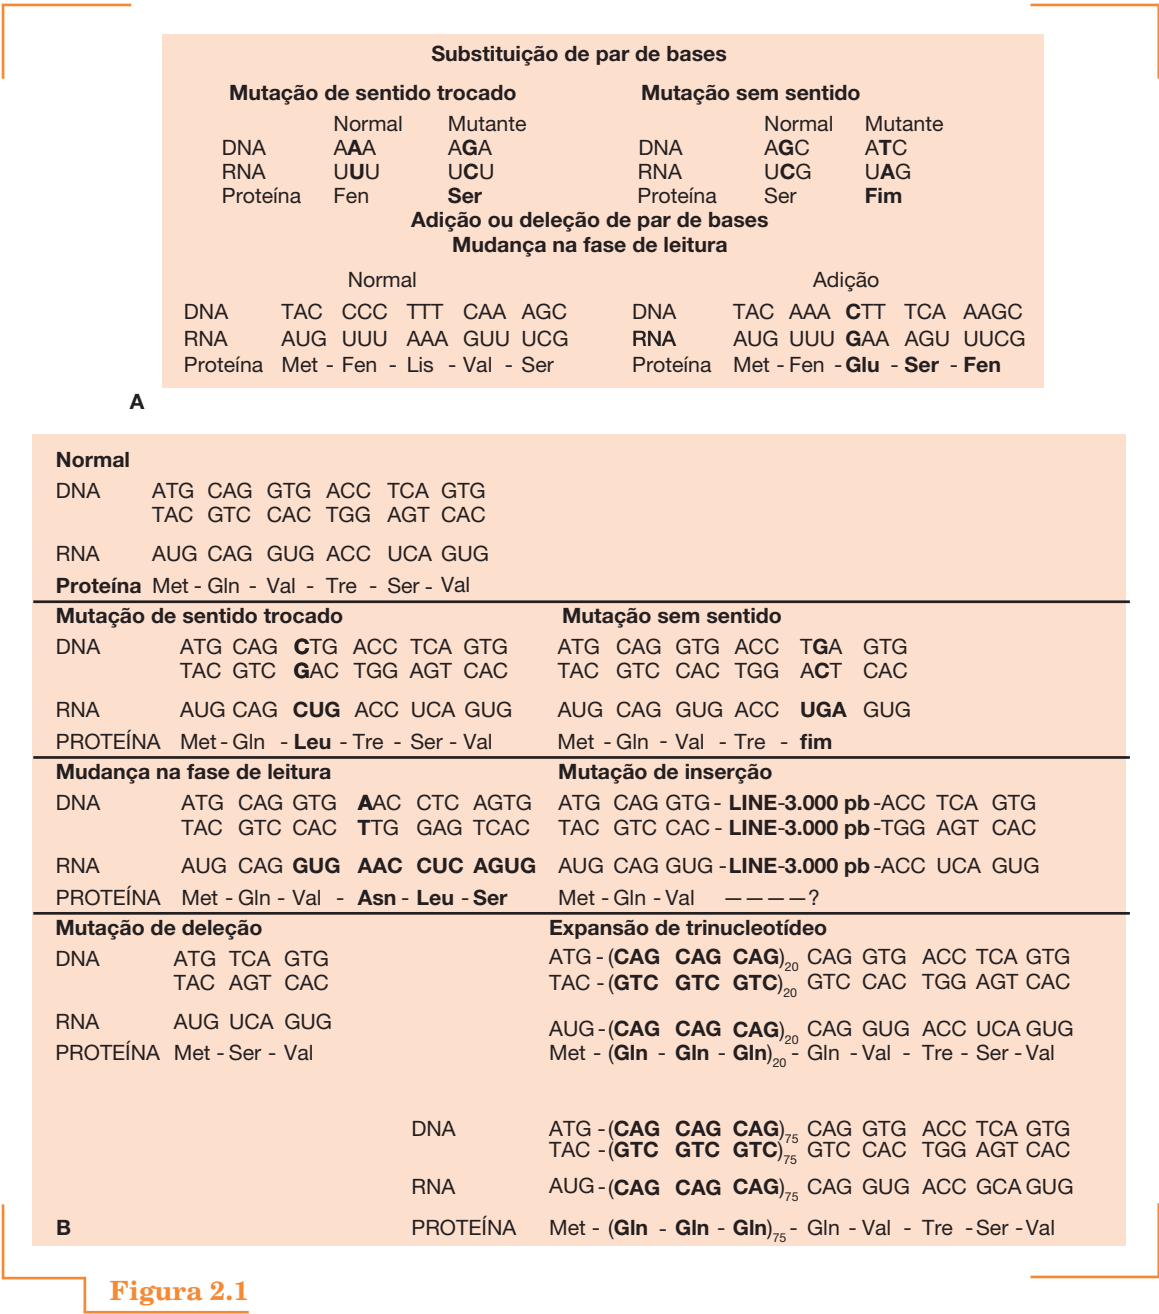 Substituição de par de bases
Mutação de sentido trocado
Normal Mutante
DNA AAA AGA
RNA UUU UCU
Proteína Fen Ser
Mutação sem sentido
Normal Mutante
DNA AGC ATC
RNA UCG UAG
Proteína Ser Fim
Adição ou deleção de par de bases
Mudança na fase de leitura
Normal
DNA TAC CCC TTT CAA AGC
RNA AUG UUU AAA GUU UCG
Proteína Met - Fen - Lis - Val - Ser
Adição
DNA TAC AAA CTT TCA AAGC
RNA AUG UUU GAA AGU UUCG
Proteína Met - Fen - Glu - Ser - Fen
A
Normal
DNA ATG CAG GTG ACC TCA GTG
TAC GTC CAC TGG AGT CAC
RNA AUG CAG GUG ACC UCA GUG
Proteína Met - Gln - Val - Tre - Ser - Val
Mutação de sentido trocado
DNA ATG CAG CTG ACC TCA GTG
TAC GTC GAC TGG AGT CAC
RNA AUG CAG CUG ACC UCA GUG
PROTEÍNA Met - Gln - Leu - Tre - Ser - Val
Mutação sem sentido
ATG CAG GTG ACC TGA GTG
TAC GTC CAC TGG ACT CAC
AUG CAG GUG ACC UGA GUG
Met - Gln - Val - Tre - fim
Mudança na fase de leitura
DNA ATG CAG GTG AAC CTC AGTG
TAC GTC CAC TTG GAG TCAC
RNA AUG CAG GUG AAC CUC AGUG
PROTEÍNA Met - Gln - Val - Asn - Leu - Ser
Mutação de inserção
ATG CAG GTG - LINE-3.000 pb -ACC TCA GTG
TAC GTC CAC - LINE-3.000 pb -TGG AGT CAC
AUG CAG GUG - LINE-3.000 pb -ACC UCA GUG
Met - Gln - Val — — — — ?
Mutação de deleção
DNA ATG TCA GTG
TAC AGT CAC
RNA AUG UCA GUG
PROTEÍNA Met - Ser - Val
Expansão de trinucleotídeo
ATG - (CAG CAG CAG)20 CAG GTG ACC TCA GTG
TAC - (GTC GTC GTC)20 GTC CAC TGG AGT CAC
AUG - (CAG CAG CAG)20 CAG GUG ACC UCA GUG
Met - (Gln - Gln - Gln)20 - Gln - Val - Tre - Ser - Val
DNA ATG - (CAG CAG CAG)75 CAG GTG ACC TCA GTG
TAC - (GTC GTC GTC)75 GTC CAC TGG AGT CAC
RNA AUG - (CAG CAG CAG)75 CAG GUG ACC GCA GUG
PROTEÍNA Met - (Gln - Gln - Gln)75 - Gln - Val - Tre - Ser - Val
B
Figura 2.1